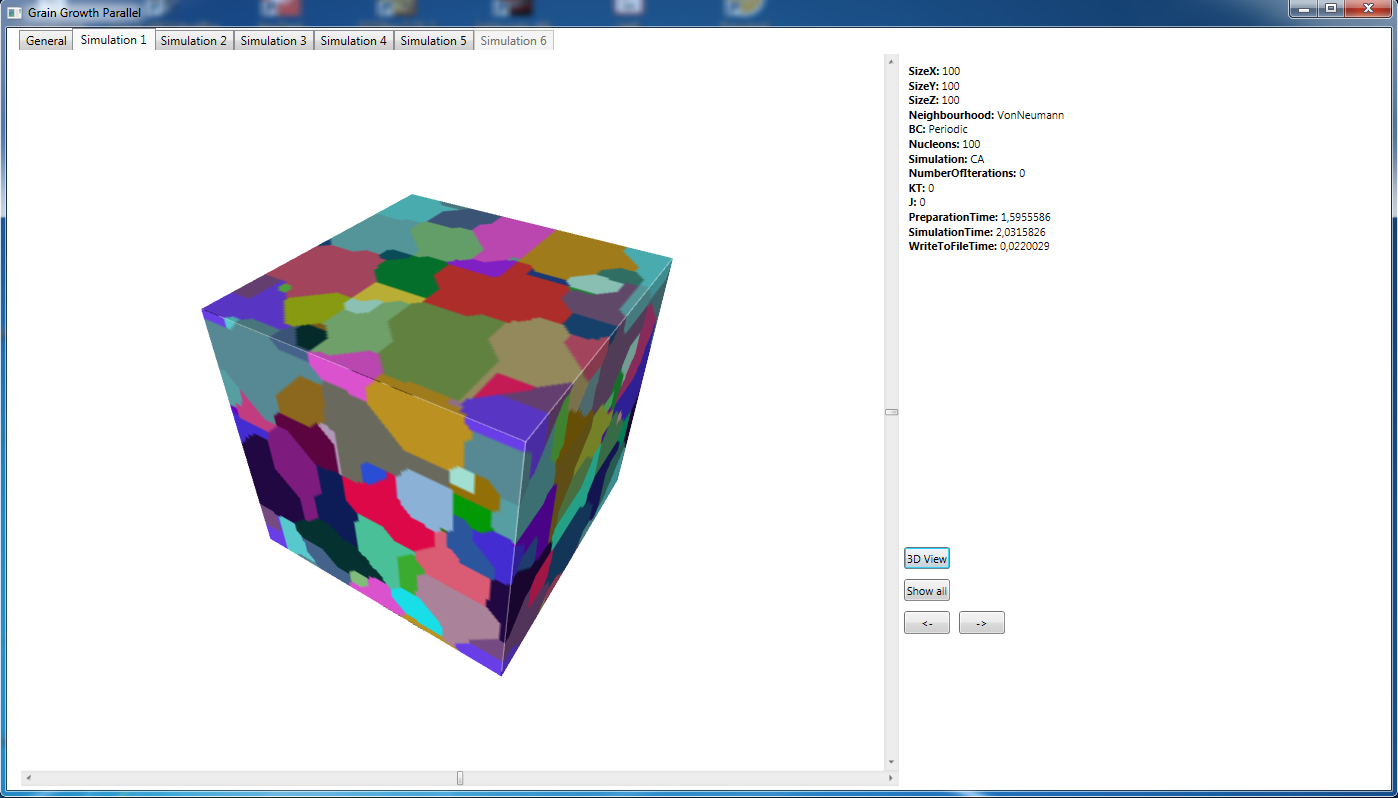 Grain Growth Parallel
General Simulation 1 Simulation 2 Simulation 3 Simulation 4 Simulation 5 Simulation 6
SizeX: 100
SizeY: 100
SizeZ: 100
Neighbourhood: VonNeumann
BC: Periodic
Nucleons: 100
Simulation: CA
NumberOfIterations: 0
KT: 0
J: 0
PreparationTime: 1,5955586
SimulationTime: 2,0315826
WriteToFileTime: 0,0220029
3D View
Show all
<- ->